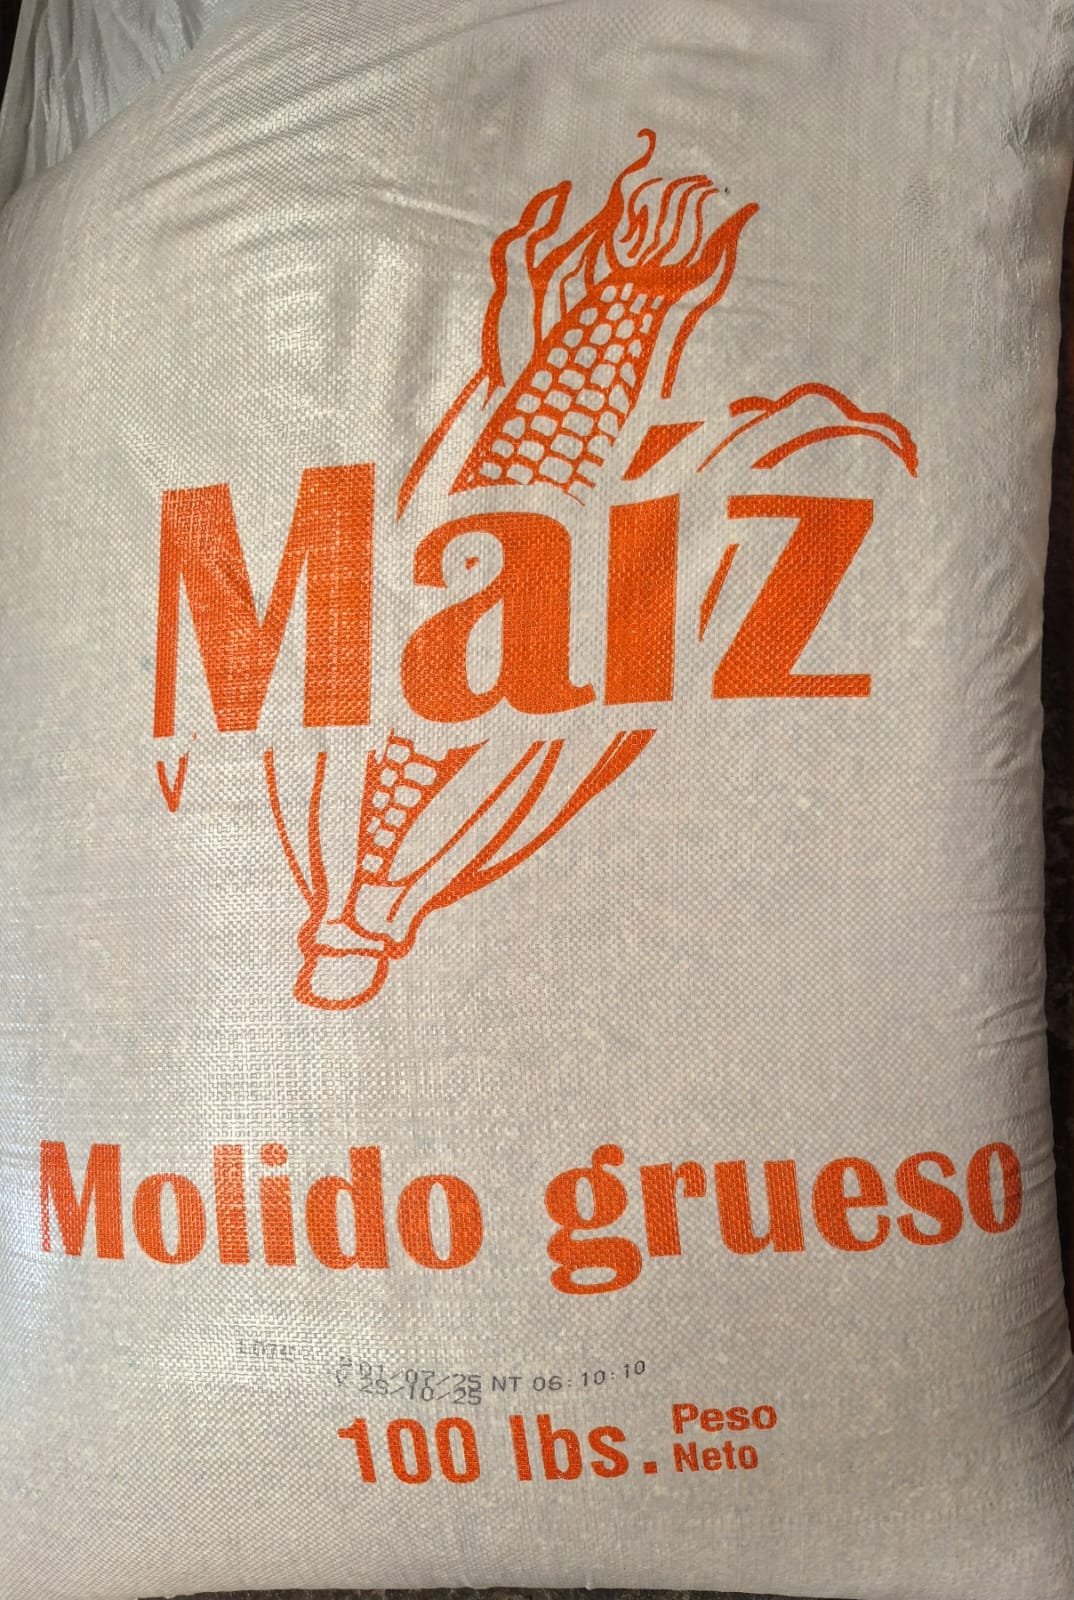 Maíz
Molido grueso
P 01/07/25 NT 06:10:10
V 25/10/25
100 lbs. Peso Neto